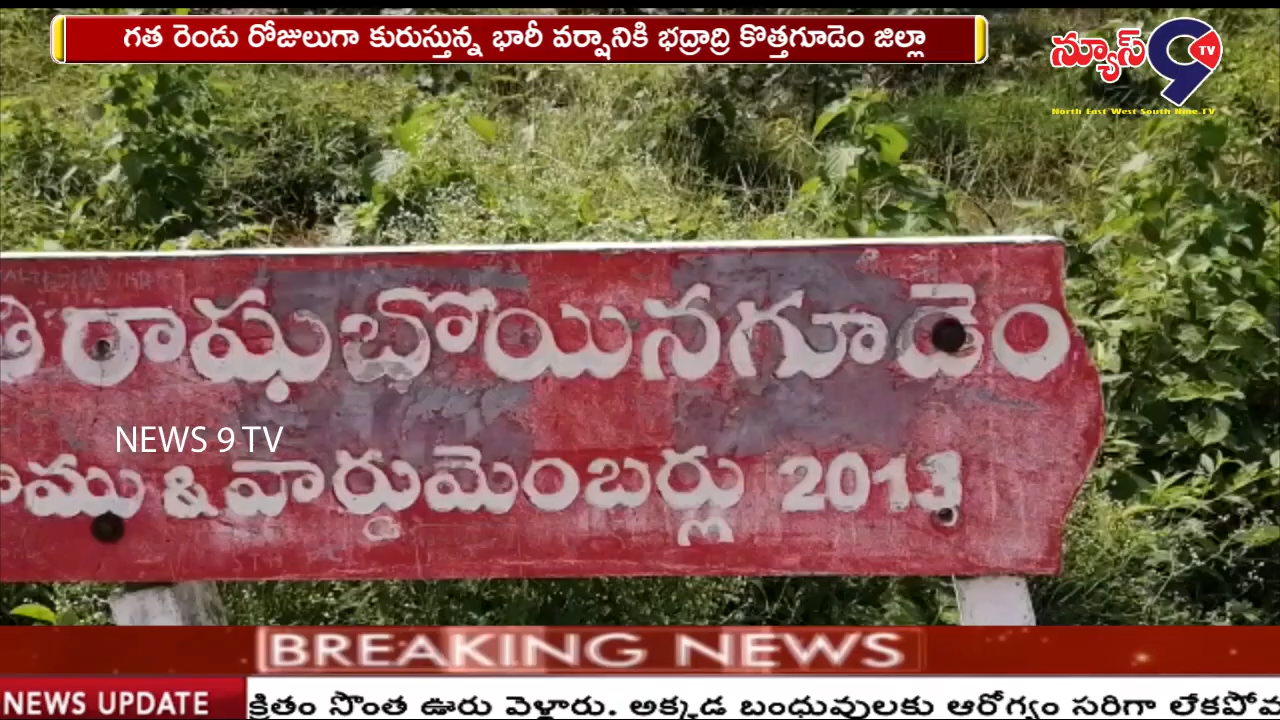 గత రెండు రోజులుగా కురుస్తున్న భారీ వర్షానికి భద్రాద్రి కొత్తగూడెం జిల్లా
న్యూస్ 9 TV
North East West South Nine TV
రాఘబోయినగూడెం
NEWS 9 TV
& వార్డుమెంబర్లు 2013
BREAKING NEWS
NEWS UPDATE
క్రితం సొంత ఊరు వెళ్లారు. అక్కడ బంధువులకు ఆరోగ్యం సరిగా లేకపోవ